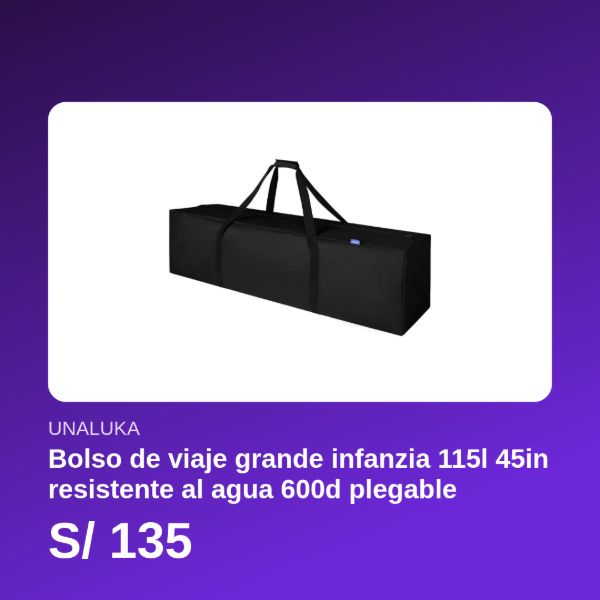 UNALUKA
Bolso de viaje grande infanzia 115l 45in
resistente al agua 600d plegable
S/ 135